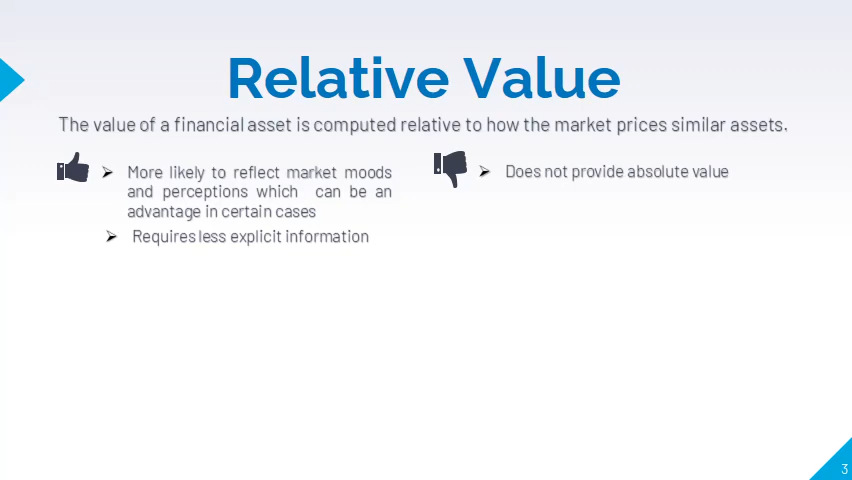 Relative Value
The value of a financial asset is computed relative to how the market prices similar assets.
More likely to reflect market moods
and perceptions which can be an
advantage in certain cases
Requires less explicit information
Does not provide absolute value
3